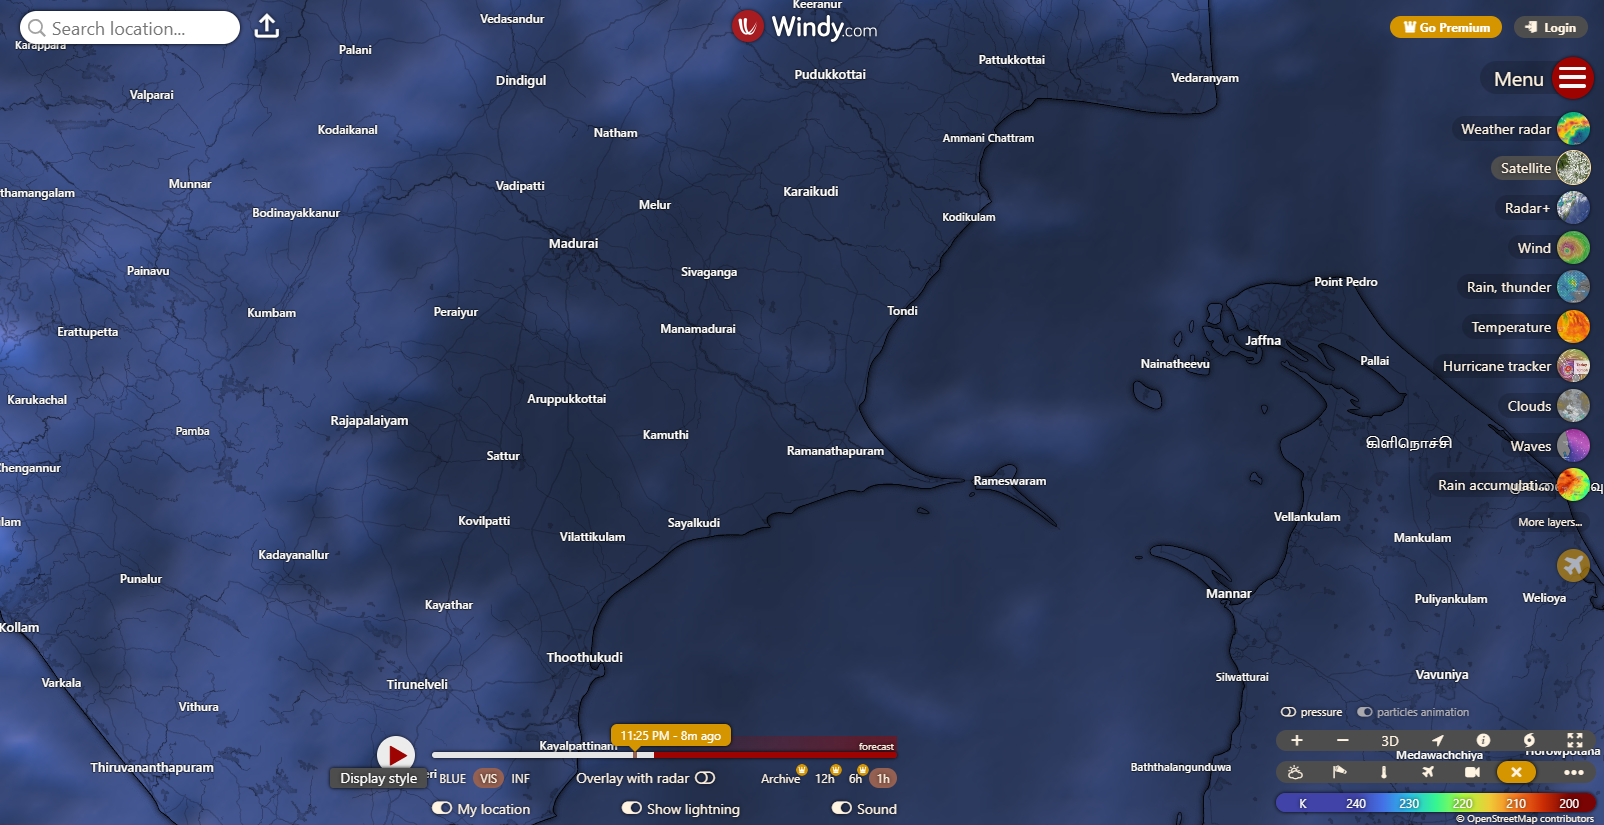 Search location...
Windy.com
Go Premium
Login
Keeranur
Vedasandur
Karappara
Palani
Pattukkottai
Menu
Pudukkottai
Vedaranyam
Dindigul
Valparai
Weather radar
Kodaikanal
Natham
Ammani Chattram
Satellite
Munnar
Vadipatti
thamangalam
Karaikudi
Melur
Radar+
Bodinayakkanur
Kodikulam
Madurai
Wind
Painavu
Sivaganga
Point Pedro
Rain, thunder
Kumbam
Peraiyur
Tondi
Erattupetta
Manamadurai
Temperature
Jaffna
Nainatheevu
Pallai
Hurricane tracker
Karukachal
Aruppukkottai
Clouds
Rajapalaiyam
Pamba
Kamuthi
கிளிநொச்சி
Waves
Sattur
Ramanathapuram
Chengannur
Rameswaram
Rain accumulati...
Kovilpatti
Sayalkudi
Vellankulam
More layers...
lam
Vilattikulam
Mankulam
Kadayanallur
Punalur
Mannar
Puliyankulam
Welioya
Kayathar
Kollam
Thoothukudi
Varkala
Tirunelveli
Silwatturai
Vavuniya
Vithura
pressure
particles animation
11:25 PM - 8m ago
Kayalpattinam
forecast
3D
Medawachchiya
Horowpotana
Thiruvananthapuram
Baththalangunduwa
Display style
eri
BLUE
VIS
INF
Overlay with radar
Archive
12h
6h
1h
My location
Show lightning
Sound
K 240 230 220 210 200
© OpenStreetMap contributors